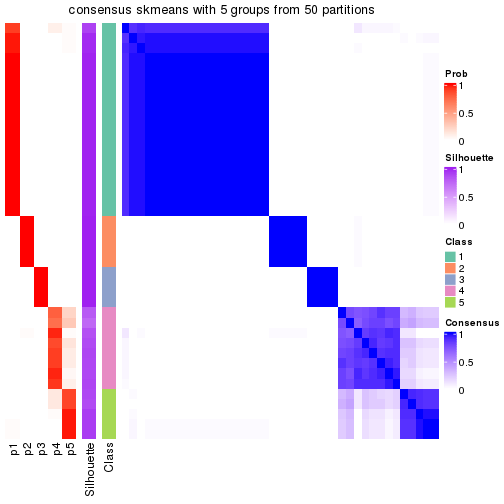 consensus skmeans with 5 groups from 50 partitions
Prob
1
0.5
0
Silhouette
1
0.5
0
Class
1
2
3
4
5
Consensus
1
0.5
0
p1
p2
p3
p4
p5
Silhouette
Class